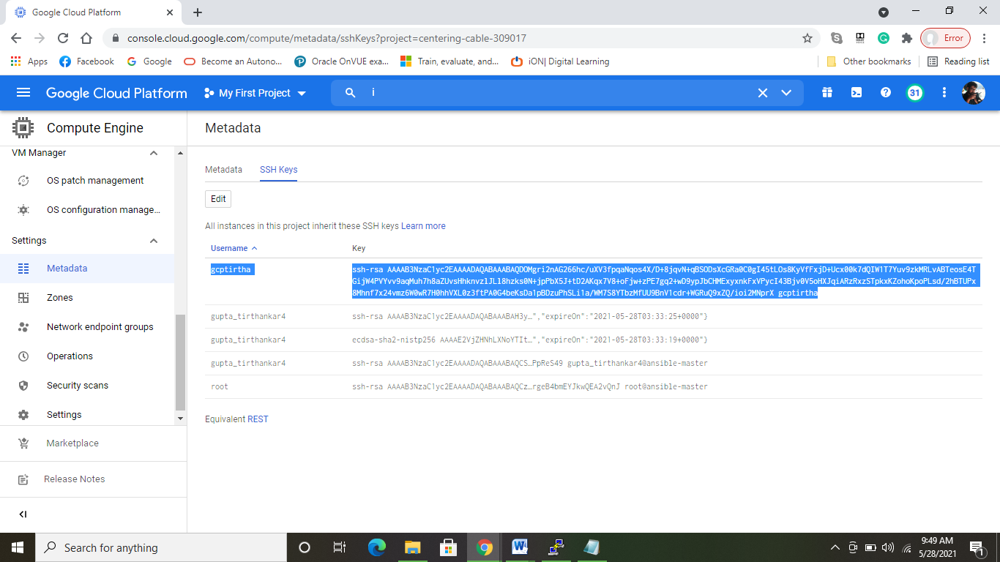 Google Cloud Platform
console.cloud.google.com/compute/metadata/sshKeys?project=centering-cable-309017
Error
Apps
Facebook
Google
Become an Autono...
Oracle OnVUE exa...
Train, evaluate, and...
iON| Digital Learning
Other bookmarks
Reading list
Google Cloud Platform
My First Project
i
31
Compute Engine
Metadata
VM Manager
OS patch management
OS configuration manage...
Settings
Metadata
Zones
Network endpoint groups
Operations
Security scans
Settings
Marketplace
Release Notes
Metadata SSH Keys
Edit
All instances in this project inherit these SSH keys Learn more
Username Key
gcptirtha ssh-rsa AAAAB3NzaC1yc2EAAAADAQABAAABAQDOMgri2nAG266hc/uXV3fpqaNqos4X/D+8jqvN+qBSODsXcGRa0C0gI45tLOs8KyVfFxjD+Ucx00k7dQIW1T7Yuv9zkMRLvABTeosE4T
GijW4PVYvv9aqMuh7h8aZUvsHhknvzlJLl8hzks0N+jpPbX5J+tD2AKqx7V8+oFjw+zPE7gq2+wD9ypJbCHMExyxnkFxVPycI43Bjv0V5oHXJqiARzRxzSTpkxKZohoKpoPLsd/2hBTUPx
8Mhnf7x24vmz6W0wR7H0hhVXL0z3ftPA0G4beKsDa1pBDzuPhSLi1a/WM7S8YTbzMfUU9BnV1cdr+WGRuQ9xZQ/ioi2MNprX gcptirtha
gupta_tirthankar4 ssh-rsa AAAAB3NzaC1yc2EAAAADAQABAAABAH3y…","expireOn":"2021-05-28T03:33:25+0000"}
gupta_tirthankar4 ecdsa-sha2-nistp256 AAAAE2VjZHNhLXNoYTIt…","expireOn":"2021-05-28T03:33:19+0000"}
gupta_tirthankar4 ssh-rsa AAAAB3NzaC1yc2EAAAADAQABAAABAQCS…PpReS49 gupta_tirthankar4@ansible-master
root ssh-rsa AAAAB3NzaC1yc2EAAAADAQABAAABAQCz…rgeB4bmEYJkwQEA2vQnJ root@ansible-master
Equivalent REST
Search for anything
9:49 AM
5/28/2021
1